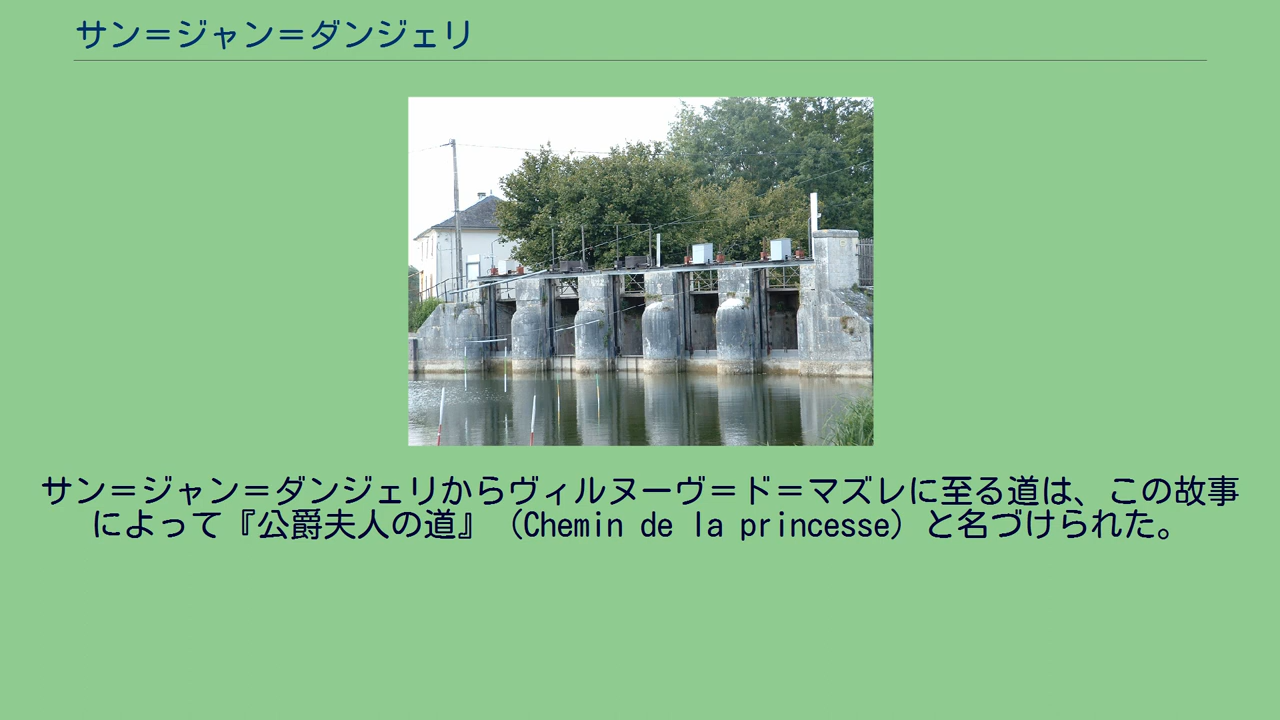 サン＝ジャン＝ダンジェリ
サン＝ジャン＝ダンジェリからヴィルヌーヴ＝ド＝マズレに至る道は、この故事
によって『公爵夫人の道』（Chemin de la princesse）と名づけられた。